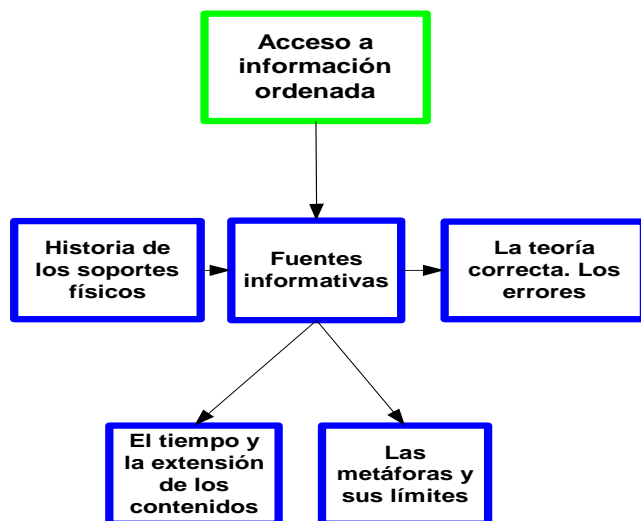 Acceso a
información
ordenada
Historia de
los soportes
físicos
Fuentes
informativas
La teoría
correcta. Los
errores
El tiempo y
la extensión
de los
contenidos
Las
metáforas y
sus límites